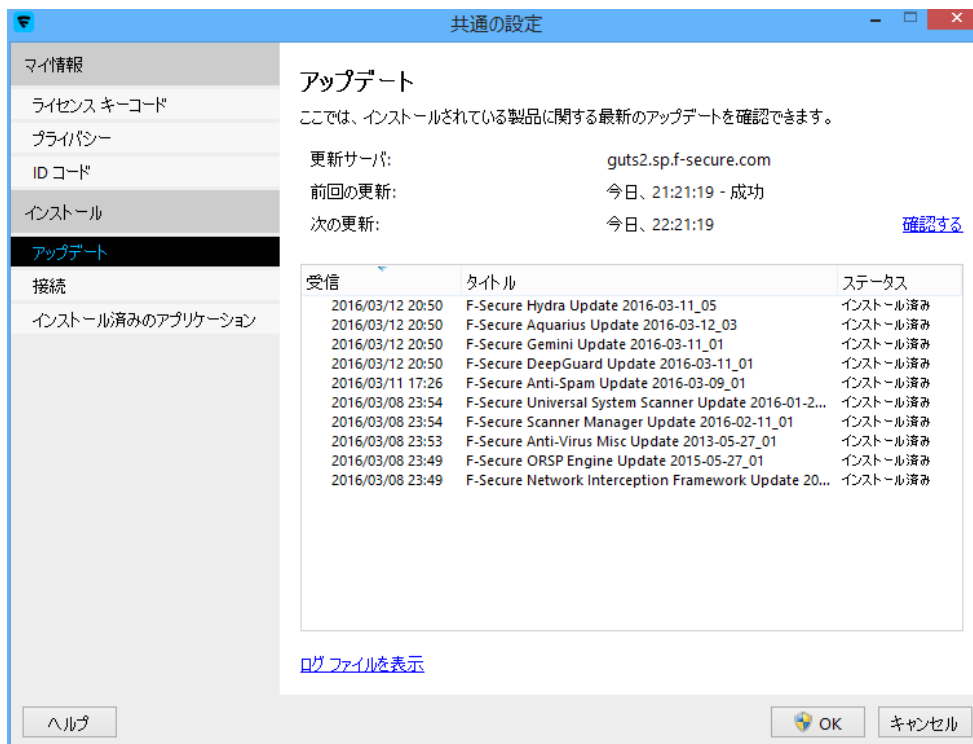 共通の設定
マイ情報
ライセンス キーコード
プライバシー
ID コード
インストール
アップデート
接続
インストール済みのアプリケーション
アップデート
ここでは、インストールされている製品に関する最新のアップデートを確認できます。
更新サーバ: guts2.sp.f-secure.com
前回の更新: 今日、21:21:19 - 成功
次の更新: 今日、22:21:19 確認する
受信 タイトル ステータス
2016/03/12 20:50 F-Secure Hydra Update 2016-03-11_05 インストール済み
2016/03/12 20:50 F-Secure Aquarius Update 2016-03-12_03 インストール済み
2016/03/12 20:50 F-Secure Gemini Update 2016-03-11_01 インストール済み
2016/03/12 20:50 F-Secure DeepGuard Update 2016-03-11_01 インストール済み
2016/03/11 17:26 F-Secure Anti-Spam Update 2016-03-09_01 インストール済み
2016/03/08 23:54 F-Secure Universal System Scanner Update 2016-01-2... インストール済み
2016/03/08 23:54 F-Secure Scanner Manager Update 2016-02-11_01 インストール済み
2016/03/08 23:53 F-Secure Anti-Virus Misc Update 2013-05-27_01 インストール済み
2016/03/08 23:49 F-Secure ORSP Engine Update 2015-05-27_01 インストール済み
2016/03/08 23:49 F-Secure Network Interception Framework Update 20... インストール済み
ログ ファイルを表示
ヘルプ OK キャンセル